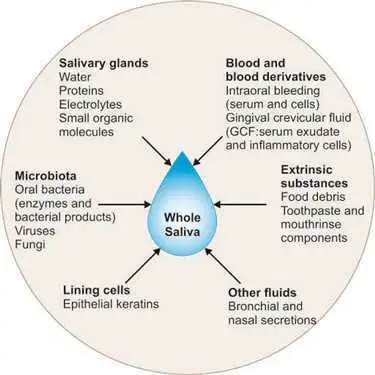 Salivary glands
Water
Proteins
Electrolytes
Small organic
molecules
Blood and
blood derivatives
Intraoral bleeding
(serum and cells)
Gingival crevicular fluid
(GCF:serum exudate
and inflammatory cells)
Microbiota
Oral bacteria
(enzymes and
bacterial products)
Viruses
Fungi
Whole
Saliva
Extrinsic
substances
Food debris
Toothpaste and
mouthrinse
components
Lining cells
Epithelial keratins
Other fluids
Bronchial and
nasal secretions